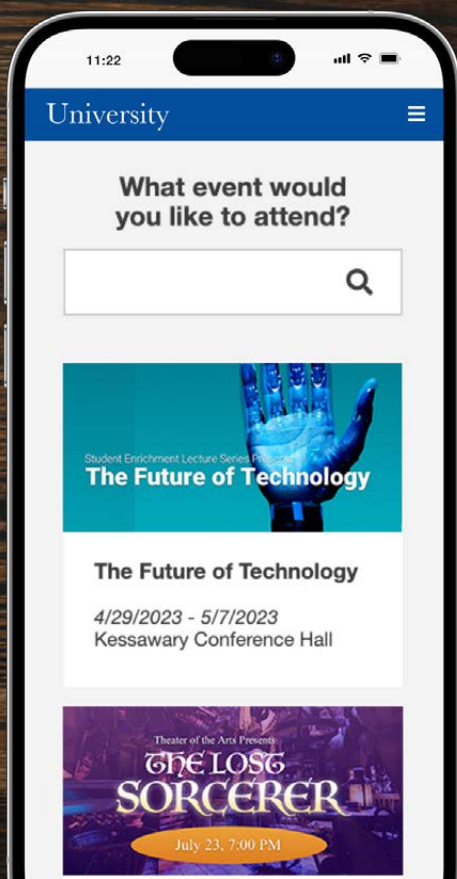 11:22
University
What event would
you like to attend?
Student Enrichment Lecture Series Presents
The Future of Technology
The Future of Technology
4/29/2023 - 5/7/2023
Kessawary Conference Hall
Theater of the Arts Presents:
THE LOST
SORCERER
July 23, 7:00 PM